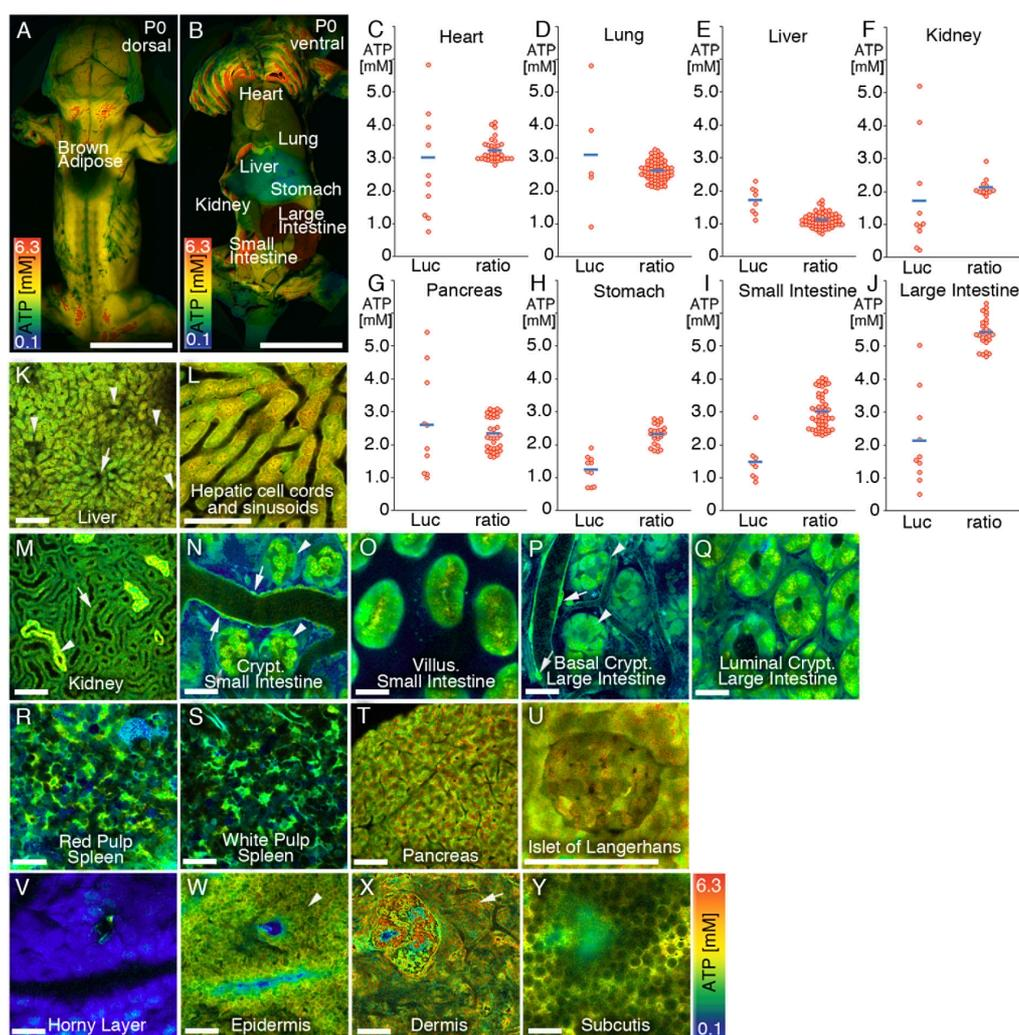 A
P0
dorsal
Brown
Adipose
6.3
ATP [mM]
0.1
B
P0
ventral
Heart
Lung
Liver
Stomach
Kidney
Large
Intestine
Small
Intestine
6.3
ATP [mM]
0.1
C
Heart
ATP
[mM]
5.0
4.0
3.0
2.0
1.0
0
Luc ratio
D
Lung
ATP
[mM]
5.0
4.0
3.0
2.0
1.0
0
Luc ratio
E
Liver
ATP
[mM]
5.0
4.0
3.0
2.0
1.0
0
Luc ratio
F
Kidney
ATP
[mM]
5.0
4.0
3.0
2.0
1.0
0
Luc ratio
G
Pancreas
ATP
[mM]
5.0
4.0
3.0
2.0
1.0
0
Luc ratio
H
Stomach
ATP
[mM]
5.0
4.0
3.0
2.0
1.0
0
Luc ratio
I
Small Intestine
ATP
[mM]
5.0
4.0
3.0
2.0
1.0
0
Luc ratio
J
Large Intestine
ATP
[mM]
5.0
4.0
3.0
2.0
1.0
0
Luc ratio
K
Liver
L
Hepatic cell cords
and sinusoids
M
Kidney
N
Crypt.
Small Intestine
O
Villus.
Small Intestine
P
Basal Crypt.
Large Intestine
Q
Luminal Crypt.
Large Intestine
R
Red Pulp
Spleen
S
White Pulp
Spleen
T
Pancreas
U
Islet of Langerhans
V
Horny Layer
W
Epidermis
X
Dermis
Y
Subcutis
6.3
ATP [mM]
0.1